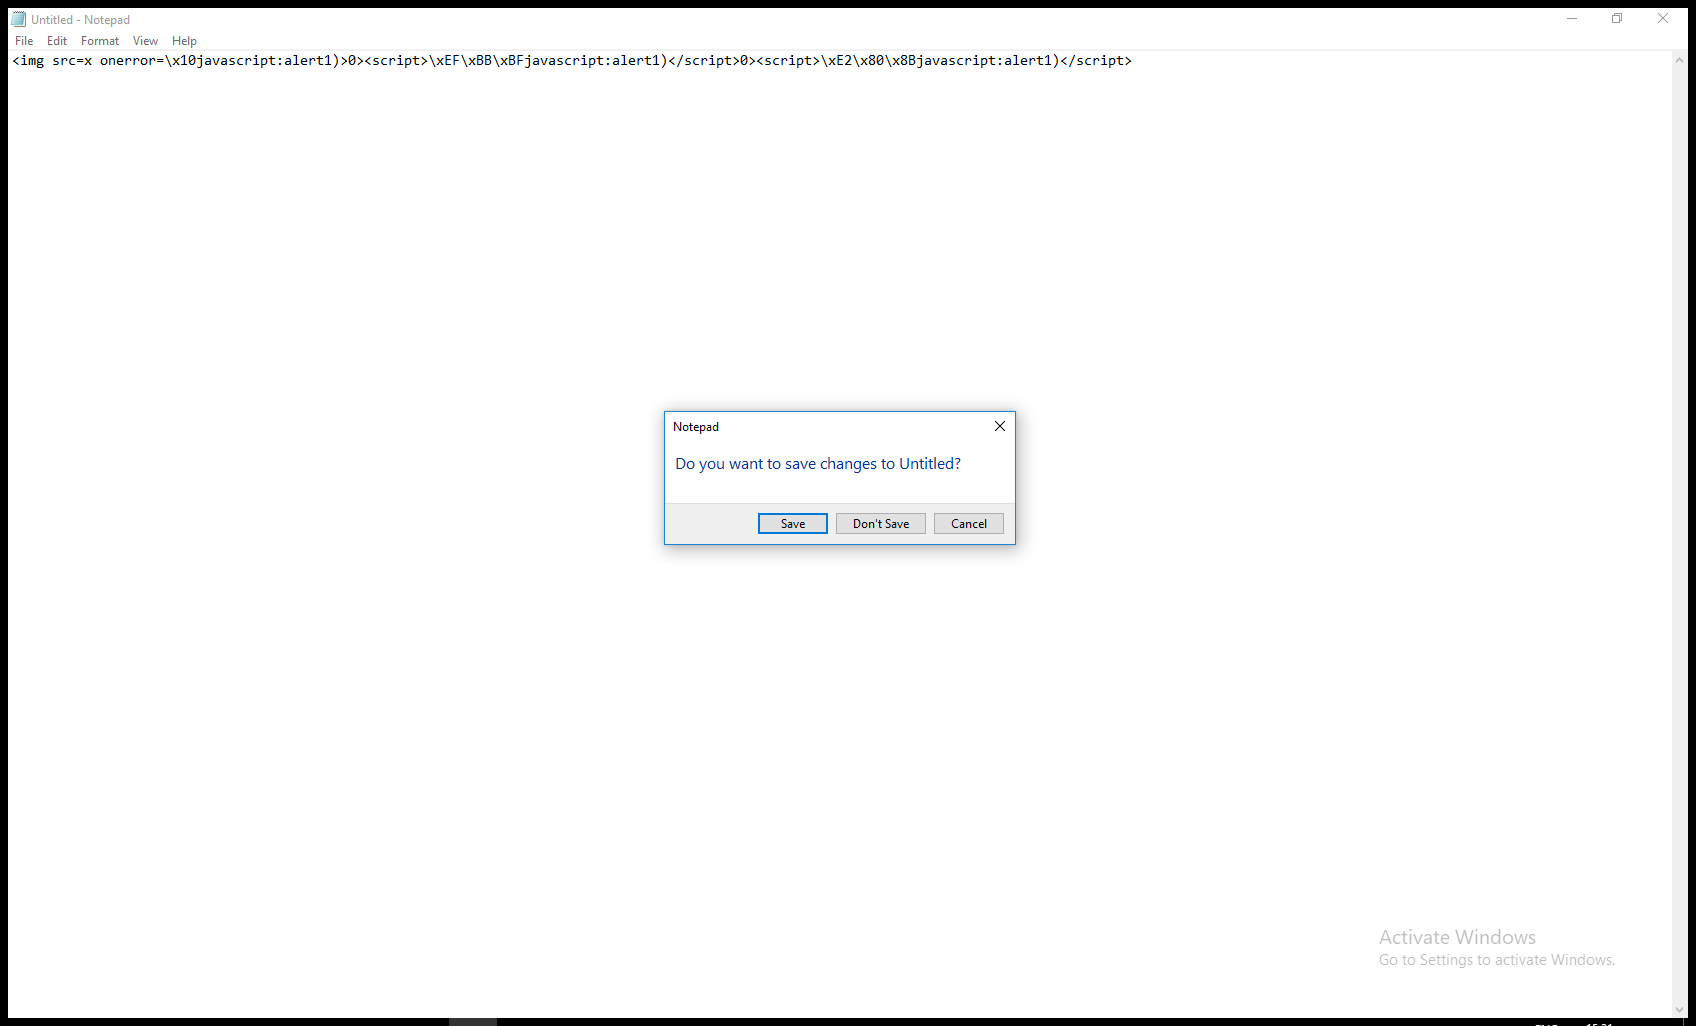 Untitled - Notepad
File Edit Format View Help
<img src=x onerror=\x10javascript:alert1)>0><script>\xEF\xBB\xBFjavascript:alert1)</script>0><script>\xE2\x80\x8Bjavascript:alert1)</script>
Notepad
Do you want to save changes to Untitled?
Save Don't Save Cancel
Activate Windows
Go to Settings to activate Windows.